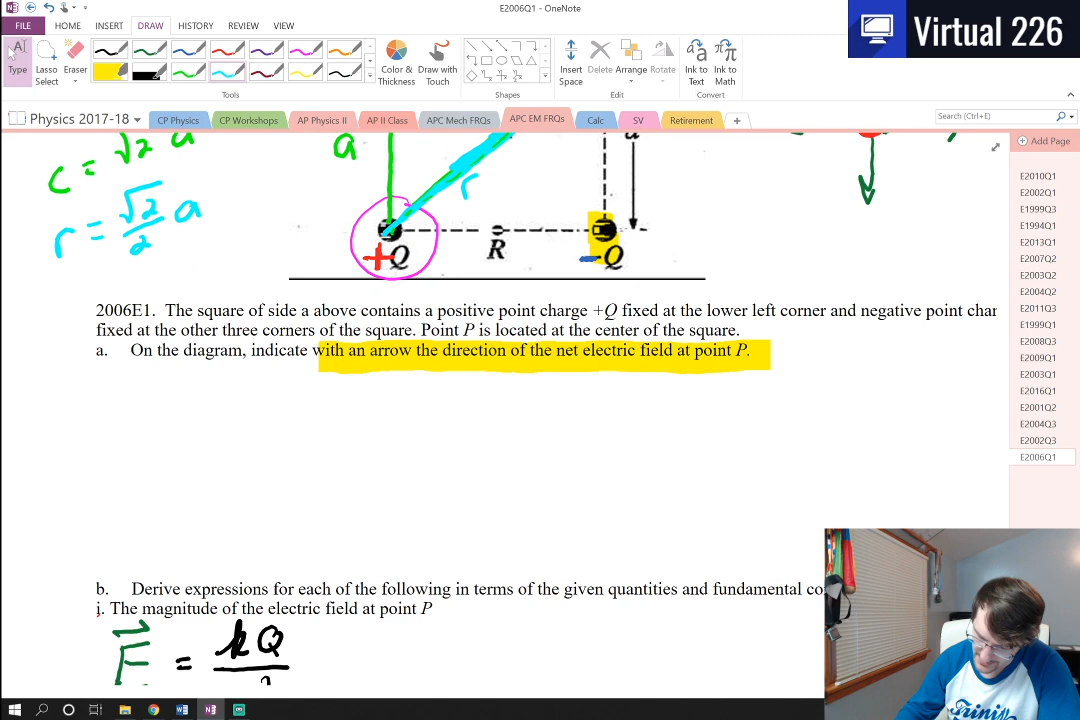 E2006Q1 - OneNote
FILE HOME INSERT DRAW HISTORY REVIEW VIEW
Virtual 226
Type Lasso Select Eraser Color & Thickness Draw with Touch Insert Space Delete Arrange Rotate Ink to Text Ink to Math
Tools Shapes Edit Convert
Physics 2017-18 CP Physics CP Workshops AP Physics II AP II Class APC Mech FRQs APC EM FRQs Calc SV Retirement + Search (Ctrl+E)
Add Page
E2010Q1
E2002Q1
E1999Q3
E1994Q1
E2013Q1
E2007Q2
E2003Q2
E2004Q2
E2011Q3
E1999Q1
E2008Q3
E2009Q1
E2003Q1
E2016Q1
E2001Q2
E2004Q3
E2002Q3
E2006Q1
c = √2 a
r = √2/2 a
a
r
a
+Q
R
-Q
2006E1. The square of side a above contains a positive point charge +Q fixed at the lower left corner and negative point char
fixed at the other three corners of the square. Point P is located at the center of the square.
a. On the diagram, indicate with an arrow the direction of the net electric field at point P.
b. Derive expressions for each of the following in terms of the given quantities and fundamental co
i. The magnitude of the electric field at point P
E = kQ